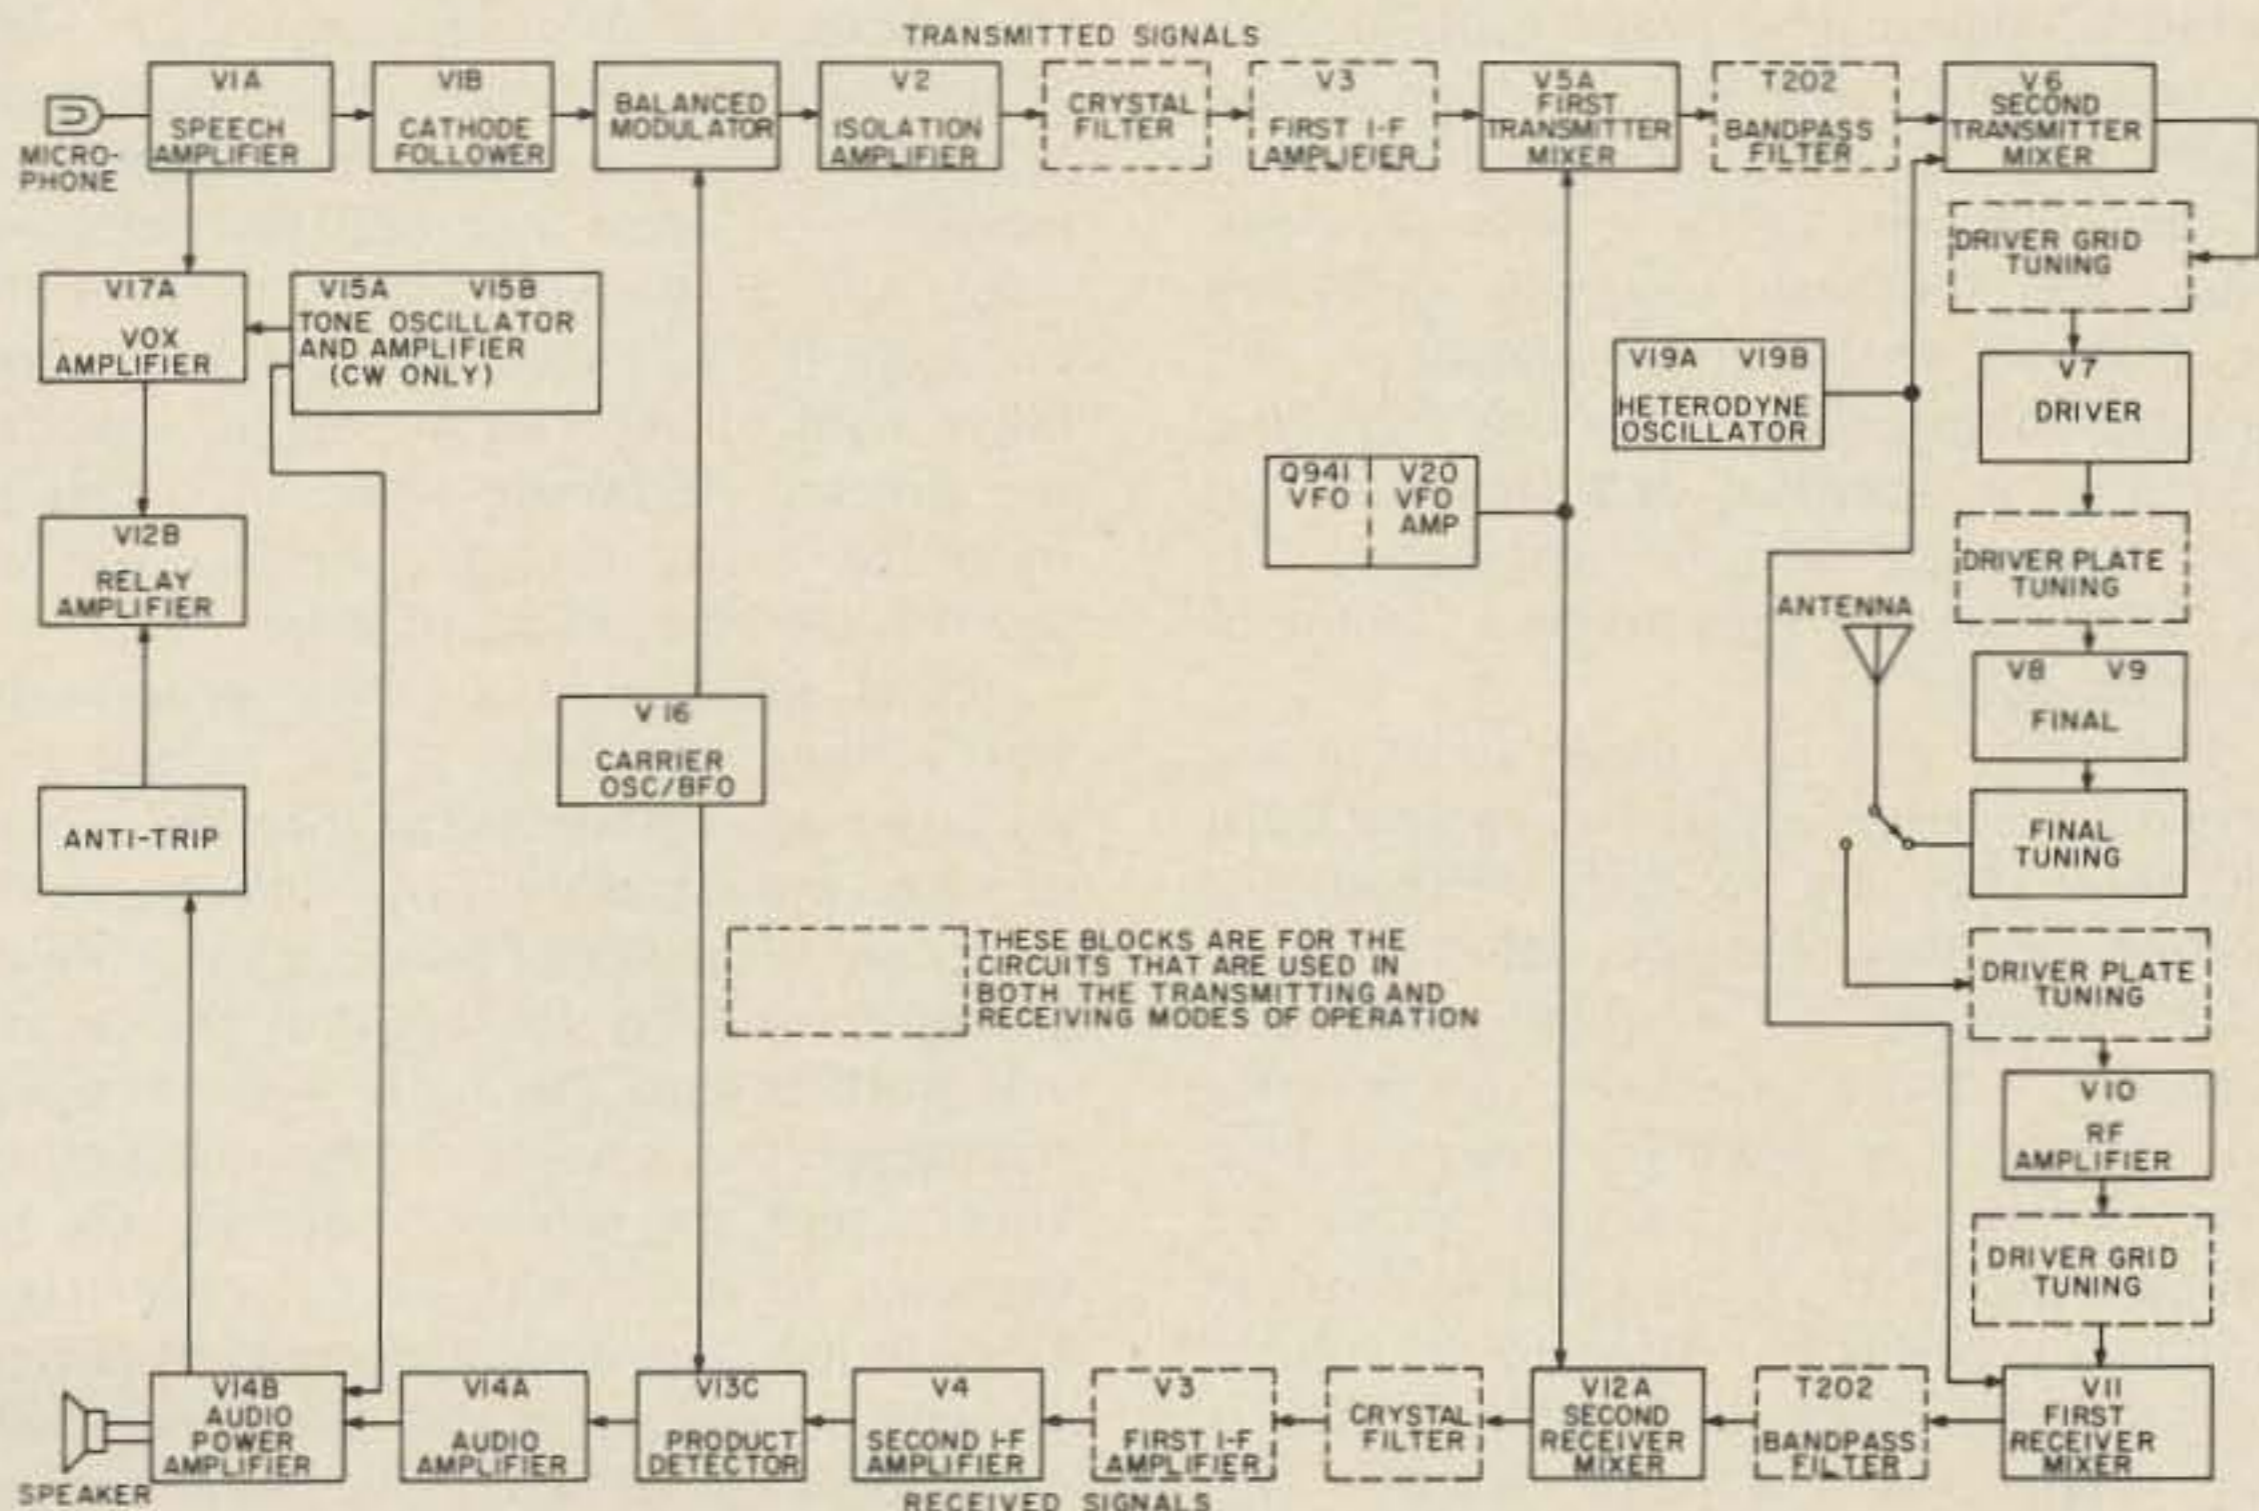 TRANSMITTED SIGNALS
MICRO-
PHONE
V1A
SPEECH
AMPLIFIER
V1B
CATHODE
FOLLOWER
BALANCED
MODULATOR
V2
ISOLATION
AMPLIFIER
CRYSTAL
FILTER
V3
FIRST I-F
AMPLIFIER
V5A
FIRST
TRANSMITTER
MIXER
T202
BANDPASS
FILTER
V6
SECOND
TRANSMITTER
MIXER
DRIVER GRID
TUNING
V17A
VOX
AMPLIFIER
V15A V15B
TONE OSCILLATOR
AND AMPLIFIER
(CW ONLY)
V19A V19B
HETERODYNE
OSCILLATOR
V7
DRIVER
Q941
VFO
V20
VFO
AMP
V12B
RELAY
AMPLIFIER
DRIVER PLATE
TUNING
ANTENNA
V8 V9
FINAL
V16
CARRIER
OSC/BFO
ANTI-TRIP
FINAL
TUNING
THESE BLOCKS ARE FOR THE
CIRCUITS THAT ARE USED IN
BOTH THE TRANSMITTING AND
RECEIVING MODES OF OPERATION
DRIVER PLATE
TUNING
V10
RF
AMPLIFIER
DRIVER GRID
TUNING
SPEAKER
V14B
AUDIO
POWER
AMPLIFIER
V14A
AUDIO
AMPLIFIER
V13C
PRODUCT
DETECTOR
V4
SECOND I-F
AMPLIFIER
V3
FIRST I-F
AMPLIFIER
CRYSTAL
FILTER
V12A
SECOND
RECEIVER
MIXER
T202
BANDPASS
FILTER
V11
FIRST
RECEIVER
MIXER
RECEIVED SIGNALS